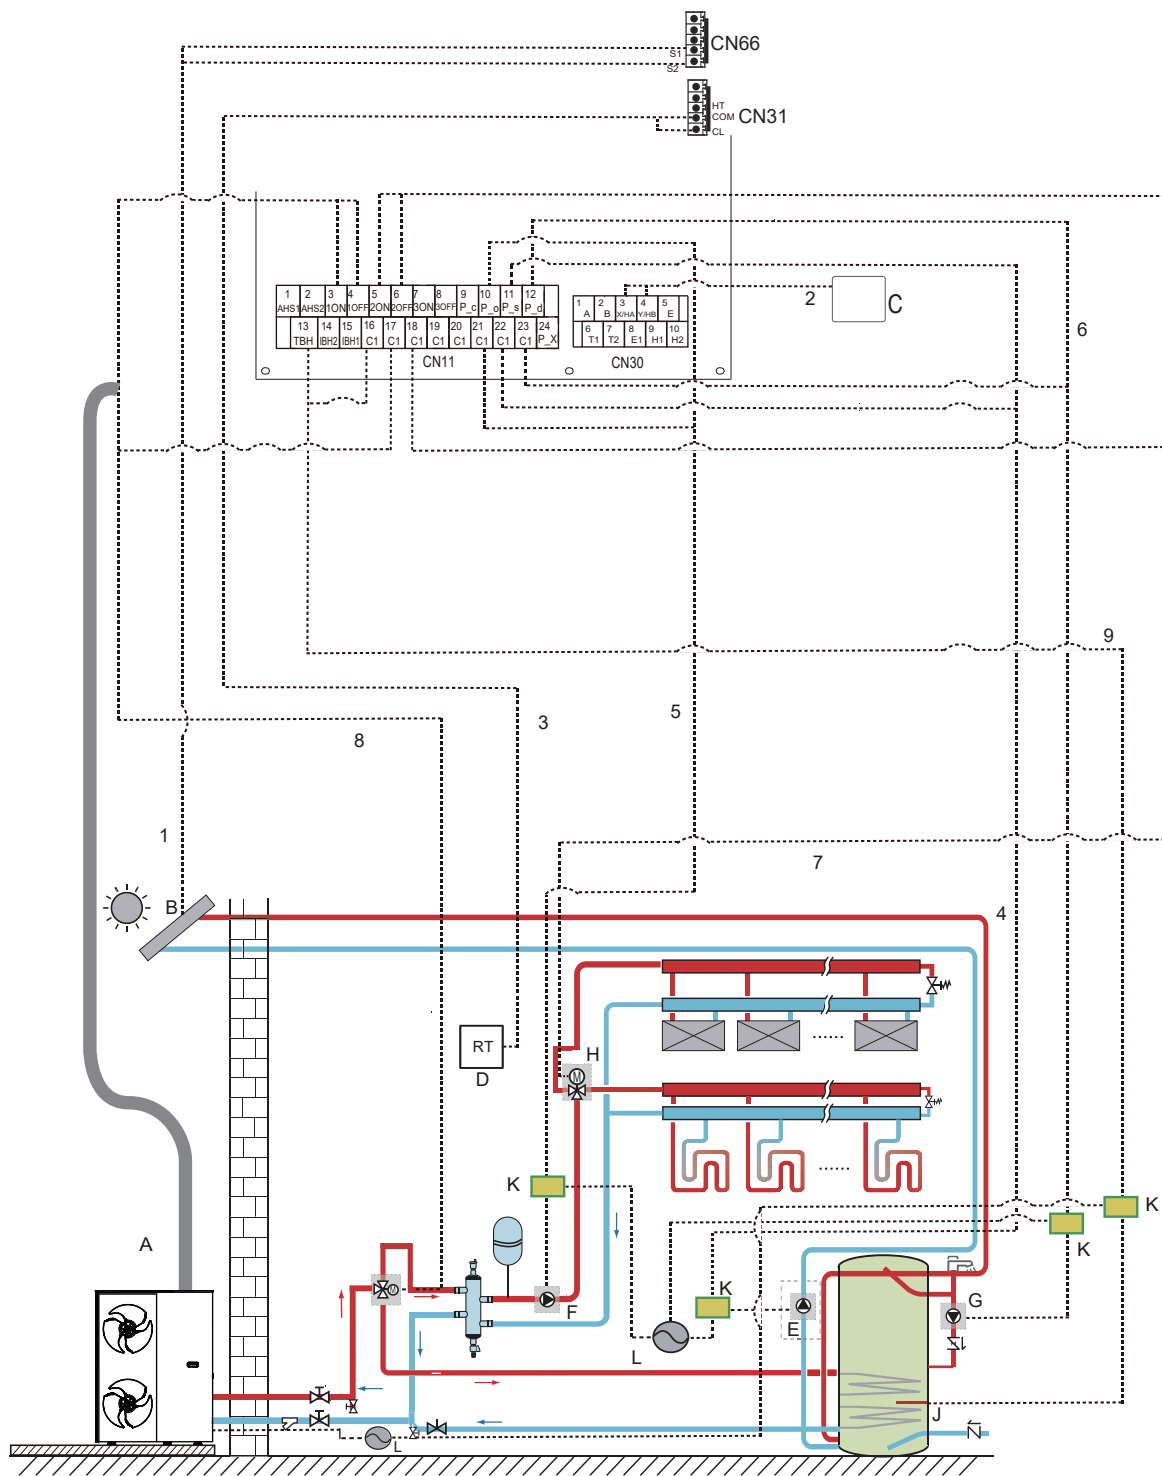 CN66
S1
S2
HT
COM
CN31
CL
1 2 3 4 5 6 7 8 9 10 11 12
AHS1 AHS2 1ON 1OFF 2ON 2OFF 3ON 3OFF P_c P_o P_s P_d
13 14 15 16 17 18 19 20 21 22 23 24
TBH IBH2 IBH1 C1 C1 C1 C1 C1 C1 C1 C1 P_X
CN11
1 2 3 4 5
A B X/HA Y/HB E
6 7 8 9 10
T1 T2 E1 H1 H2
CN30
2
C
6
9
5
3
8
1
7
B
4
RT
D
H
M
K
K
K
A
M
F
K
G
E
L
J
L